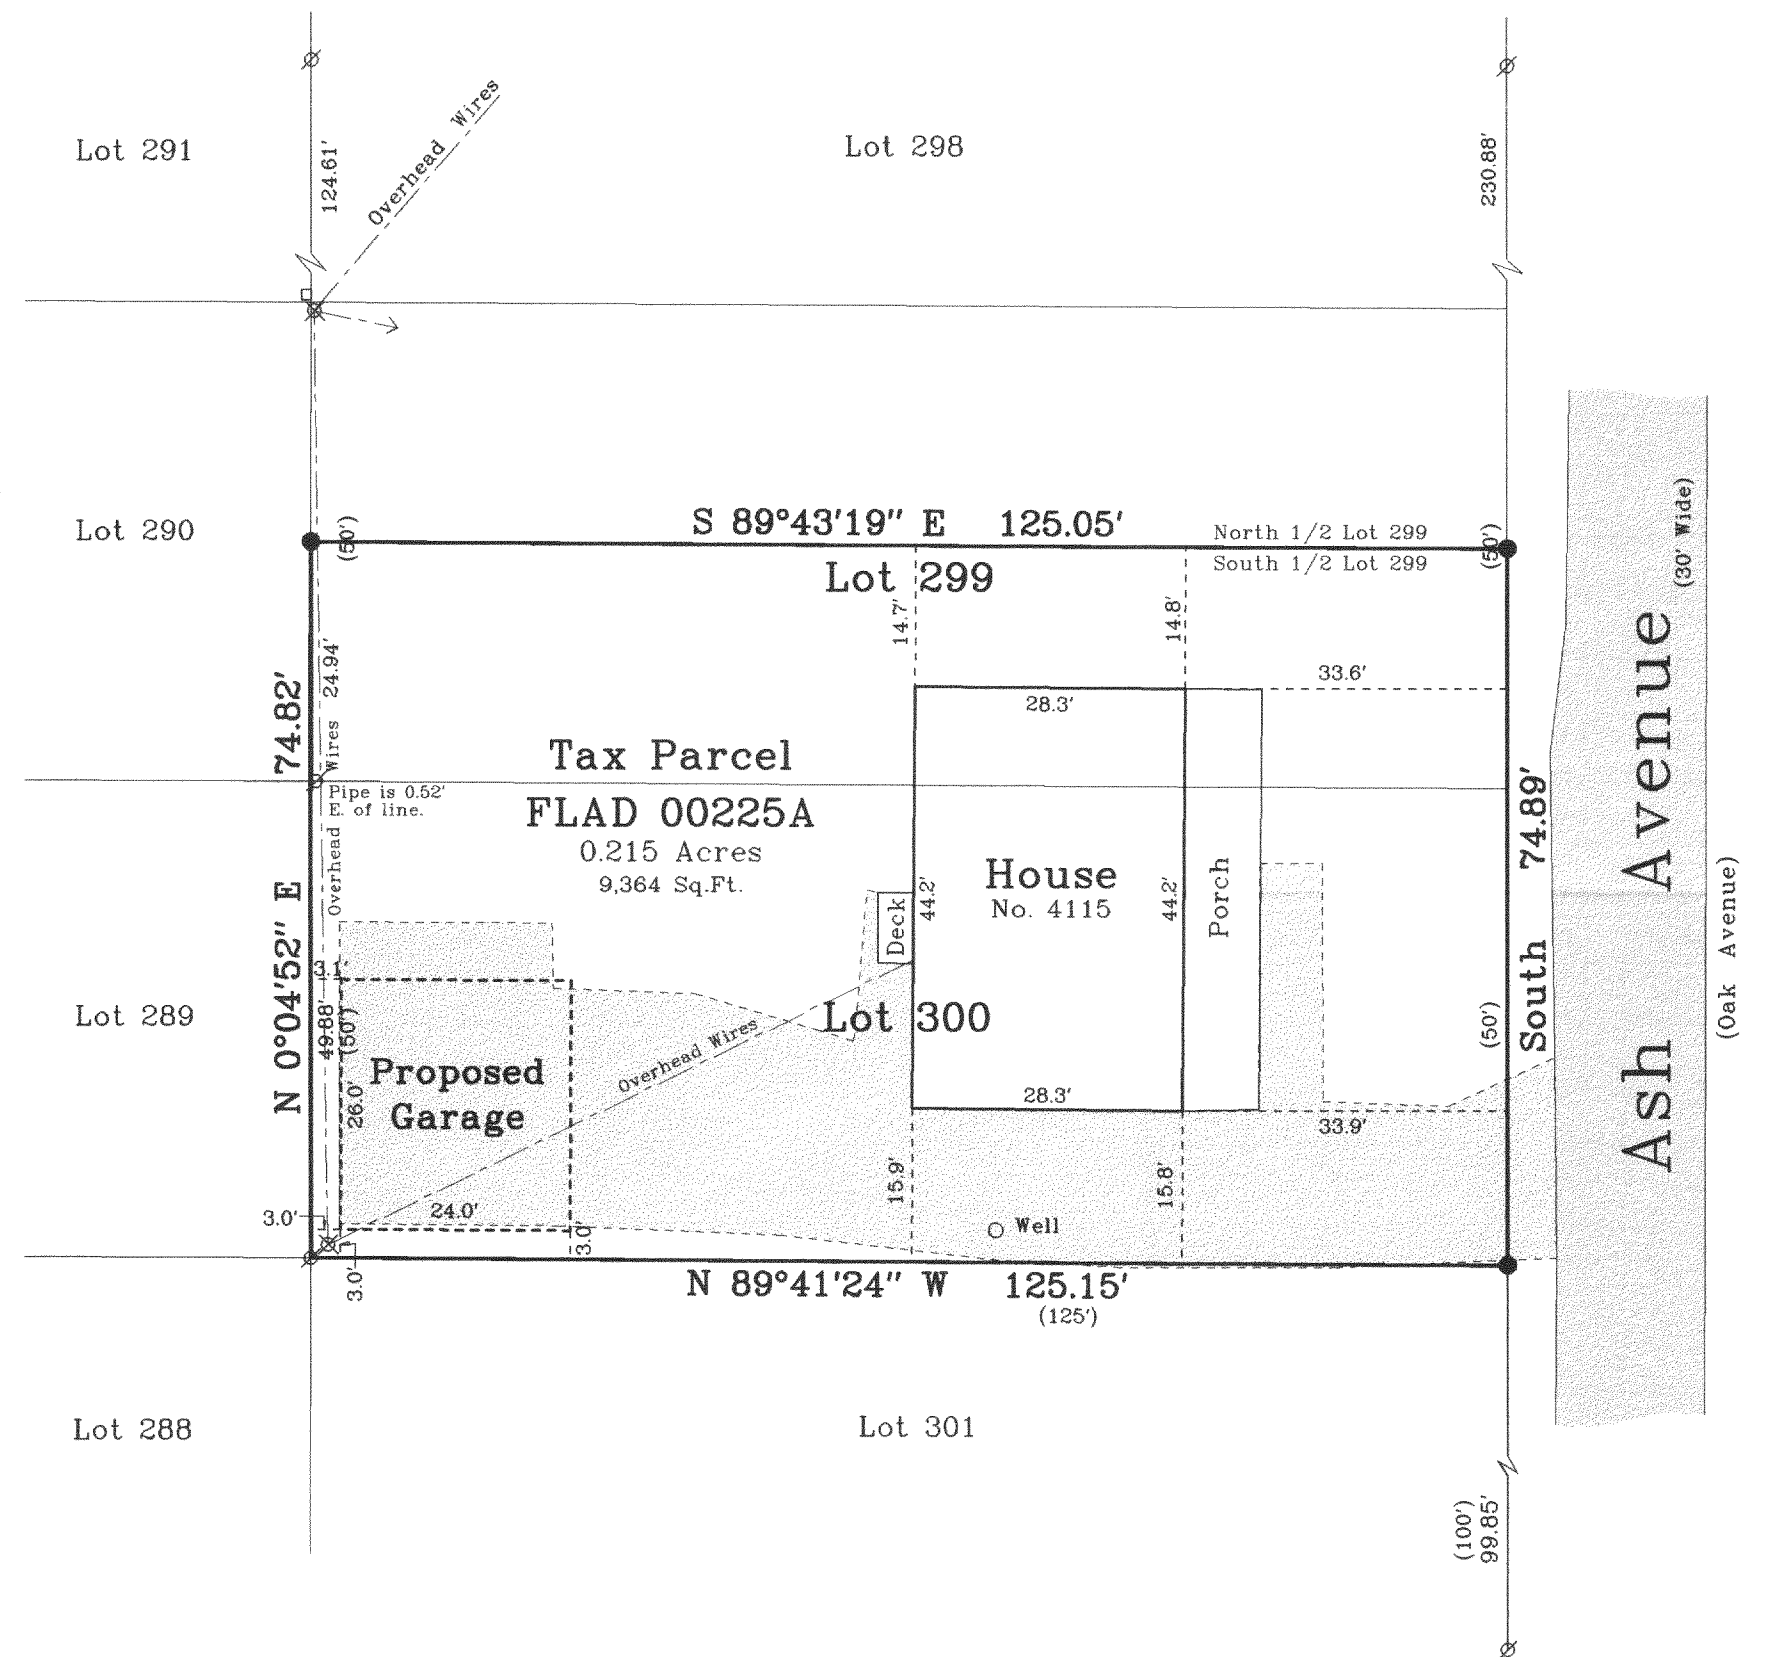 Overhead Wires
Lot 291
Lot 298
124.61'
230.88'
Lot 290
(50')
S 89°43'19" E 125.05'
North 1/2 Lot 299
South 1/2 Lot 299
(50')
(30' Wide)
Lot 299
14.7'
14.8'
24.94'
33.6'
28.3'
74.82'
Tax Parcel
FLAD 00225A
0.215 Acres
9,364 Sq.Ft.
Overhead Wires
Pipe is 0.52'
E. of line.
House
No. 4115
44.2'
44.2'
Deck
Porch
74.89'
South
Ash Avenue
(Oak Avenue)
N 0°04'52" E
3.1'
Lot 289
49.88'
(50')
Lot 300
(50')
Overhead Wires
Proposed
Garage
26.0'
28.3'
33.9'
15.9'
15.8'
24.0'
3.0'
3.0'
3.0'
Well
N 89°41'24" W 125.15'
(125')
Lot 288
Lot 301
(100')
99.85'